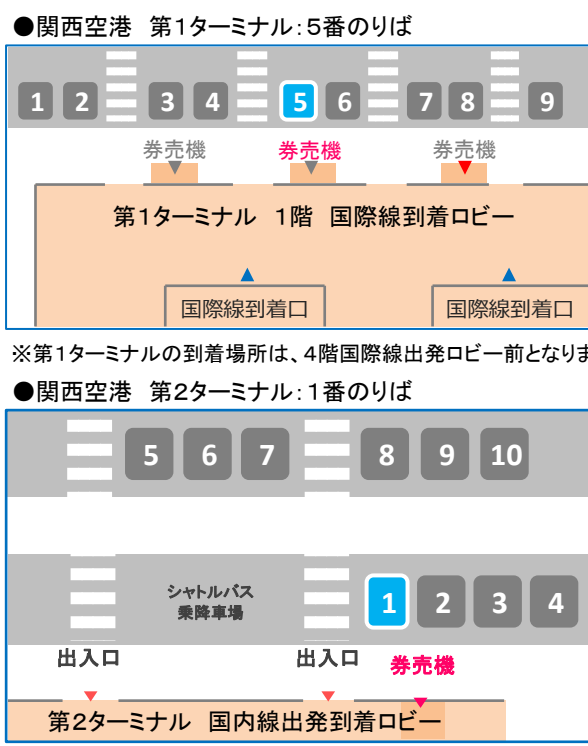 ●関西空港 第1ターミナル:5番のりば
1 2 3 4 5 6 7 8 9
券売機 券売機 券売機
第1ターミナル 1階 国際線到着ロビー
国際線到着口 国際線到着口
※第1ターミナルの到着場所は、4階国際線出発ロビー前となりま
●関西空港 第2ターミナル:1番のりば
5 6 7 8 9 10
シャトルバス
乗降車場
1 2 3 4
出入口 出入口 券売機
第2ターミナル 国内線出発到着ロビー